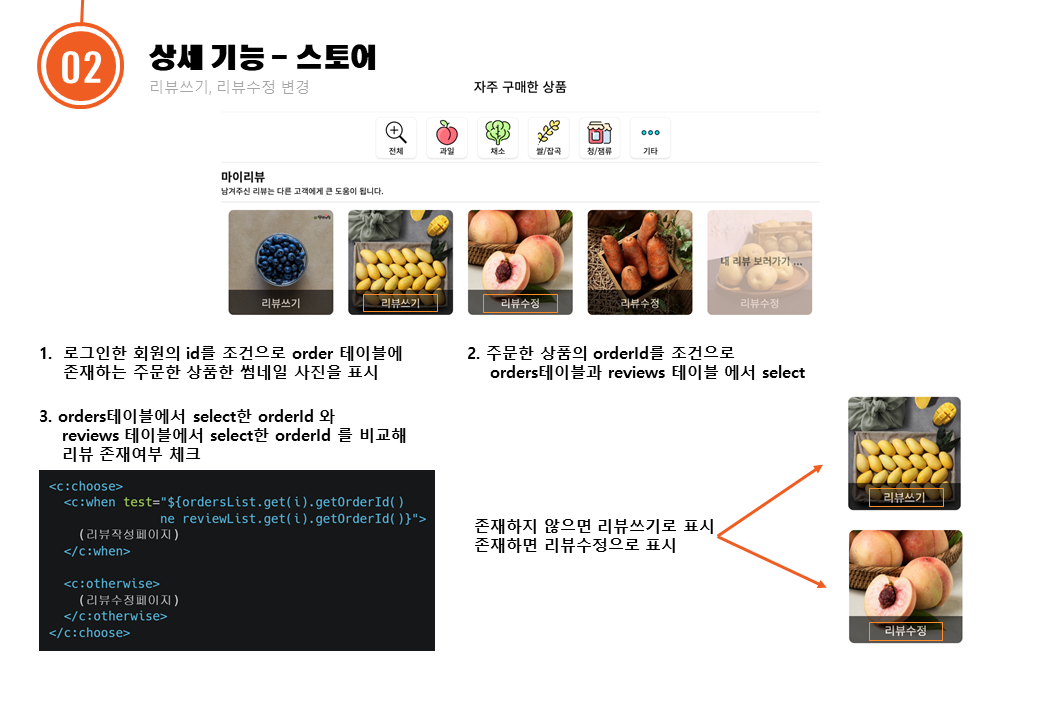 02
상세 기능 – 스토어
리뷰쓰기, 리뷰수정 변경
자주 구매한 상품
전체
과일
채소
쌀/잡곡
청/잼류
기타
마이리뷰
남겨주신 리뷰는 다른 고객에게 큰 도움이 됩니다.
리뷰쓰기
리뷰쓰기
리뷰수정
리뷰수정
내 리뷰 보러가기 ...
리뷰수정
1. 로그인한 회원의 id를 조건으로 order 테이블에
존재하는 주문한 상품한 썸네일 사진을 표시
2. 주문한 상품의 orderId를 조건으로
orders테이블과 reviews 테이블 에서 select
3. orders테이블에서 select한 orderId 와
reviews 테이블에서 select한 orderId 를 비교해
리뷰 존재여부 체크
<c:choose>
<c:when test="${ordersList.get(i).getOrderId()
ne reviewList.get(i).getOrderId()}">
(리뷰작성페이지)
</c:when>
<c:otherwise>
(리뷰수정페이지)
</c:otherwise>
</c:choose>
존재하지 않으면 리뷰쓰기로 표시
존재하면 리뷰수정으로 표시
리뷰쓰기
리뷰수정